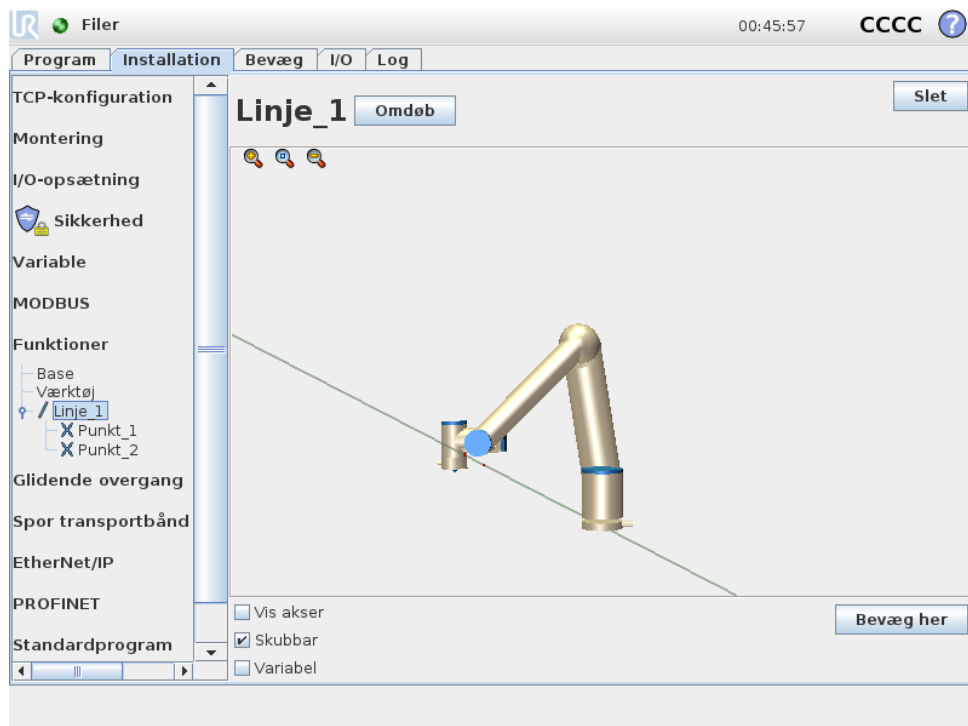 UR Filer 00:45:57 CCCC ?
Program Installation Bevæg I/O Log
TCP-konfiguration
Montering
I/O-opsætning
Sikkerhed
Variable
MODBUS
Funktioner
Base
Værktøj
Linje_1
Punkt_1
Punkt_2
Glidende overgang
Spor transportbånd
EtherNet/IP
PROFINET
Standardprogram
Linje_1 Omdøb Slet
Vis akser
Skubbar
Variabel
Bevæg her